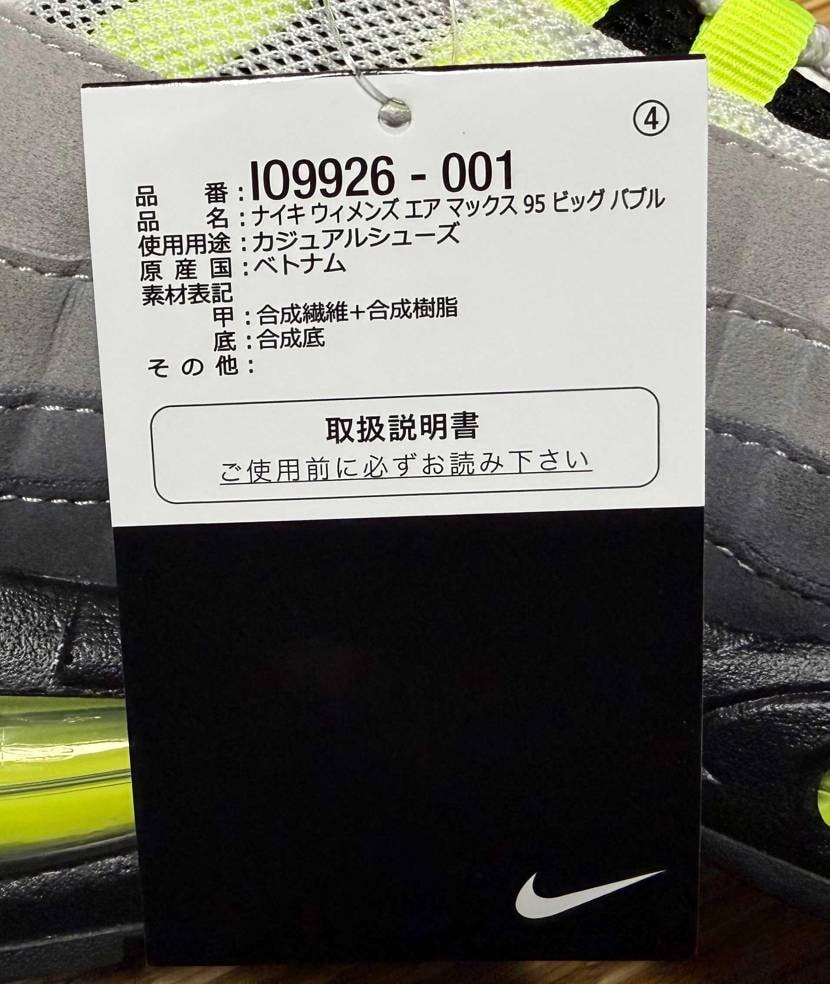 ④
品番:IO9926-001
品名:ナイキ ウィメンズ エア マックス 95 ビッグ バブル
使用用途:カジュアルシューズ
原産国:ベトナム
素材表記
甲:合成繊維+合成樹脂
底:合成底
その他:
取扱説明書
ご使用前に必ずお読み下さい